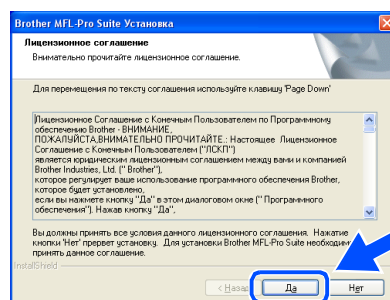 Brother MFL-Pro Suite Установка
Лицензионное соглашение
Внимательно прочитайте лицензионное соглашение.
Для перемещения по тексту соглашения используйте клавишу 'Page Down'
Лицензионное Соглашение с Конечным Пользователем по Программному
обеспечению Brother - ВНИМАНИЕ,
ПОЖАЛУЙСТА,ВНИМАТЕЛЬНО ПРОЧИТАЙТЕ.: Настоящее Лицензионное
Соглашение с Конечным Пользователем ("ЛСКП")
является юридическим лицензионным соглашением между вами и компанией
Brother Industries, Ltd. (" Brother"),
которое регулирует ваше использование программного обеспечения Brother,
которое будет установлено,
если вы нажмете кнопку "Да" в этом диалоговом окне (" Программного
обеспечения"). Нажав кнопку "Да",
Вы должны принять все условия данного лицензионного соглашения. Нажатие
кнопки 'Нет' прервет установку. Для установки Brother MFL-Pro Suite необходим
принять данное соглашение.
InstallShield
< Назад
Да
Нет